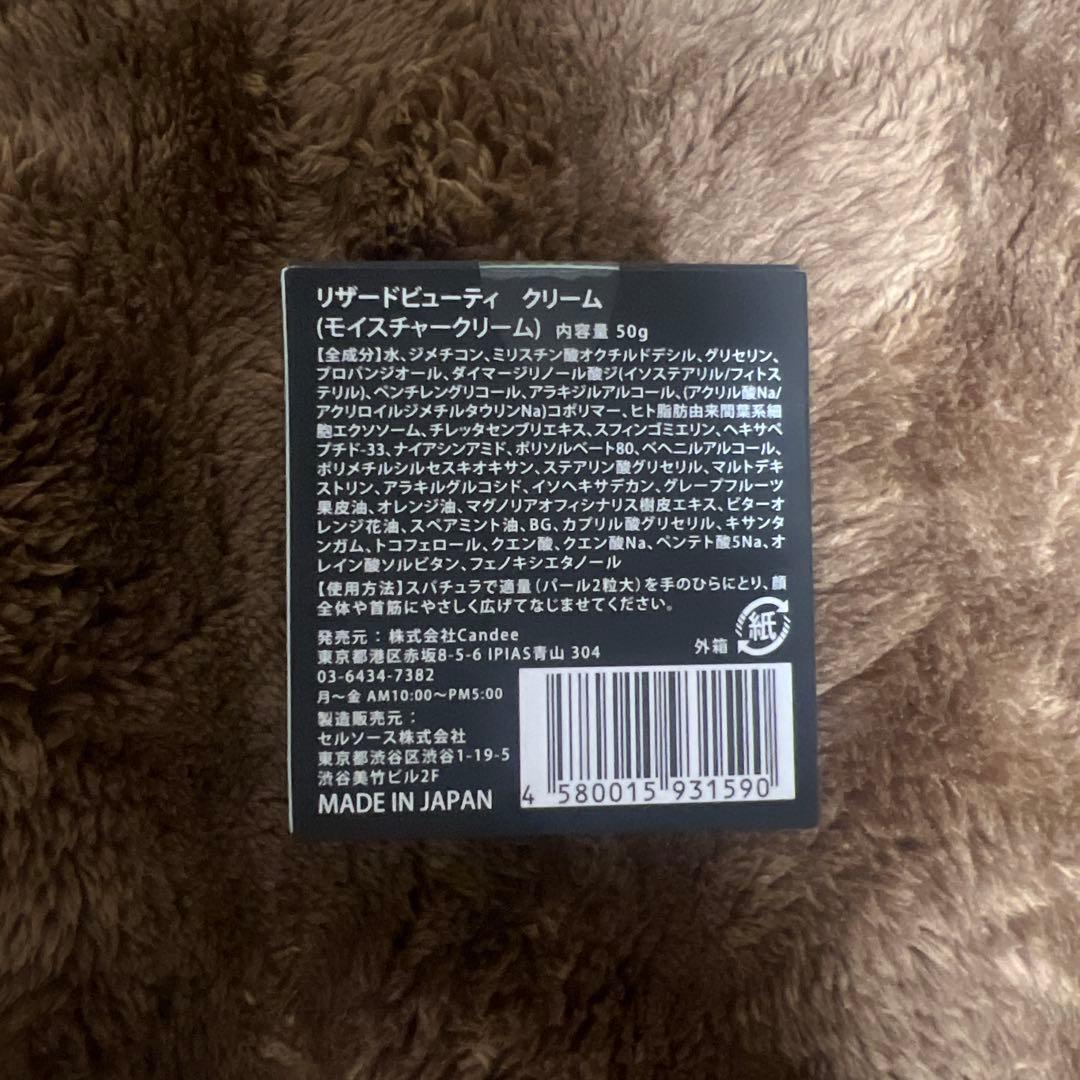 リザードビューティ　クリーム
(モイスチャークリーム) 内容量 50g
【全成分】水、ジメチコン、ミリスチン酸オクチルドデシル、グリセリン、
プロパンジオール、ダイマージリノール酸ジ(イソステアリル/フィトス
テリル)、ペンチレングリコール、アラキジルアルコール、(アクリル酸Na/
アクリロイルジメチルタウリンNa)コポリマー、ヒト脂肪由来間葉系細
胞エクソソーム、チレッタセンブリエキス、スフィンゴミエリン、ヘキサペ
プチド-33、ナイアシンアミド、ポリソルベート80、ベヘニルアルコール、
ポリメチルシルセスキオキサン、ステアリン酸グリセリル、マルトデキ
ストリン、アラキルグルコシド、イソヘキサデカン、グレープフルーツ
果皮油、オレンジ油、マグノリアオフィシナリス樹皮エキス、ビターオ
レンジ花油、スペアミント油、BG、カプリル酸グリセリル、キサンタ
ンガム、トコフェロール、クエン酸、クエン酸Na、ペンテト酸5Na、オ
レイン酸ソルビタン、フェノキシエタノール
【使用方法】スパチュラで適量(パール2粒大)を手のひらにとり、顔
全体や首筋にやさしく広げてなじませてください。
発売元：株式会社Candee
東京都港区赤坂8-5-6 IPIAS青山 304
03-6434-7382
月〜金 AM10:00〜PM5:00
外箱 紙
製造販売元：
セルソース株式会社
東京都渋谷区渋谷1-19-5
渋谷美竹ビル2F
MADE IN JAPAN
4 580015 931590